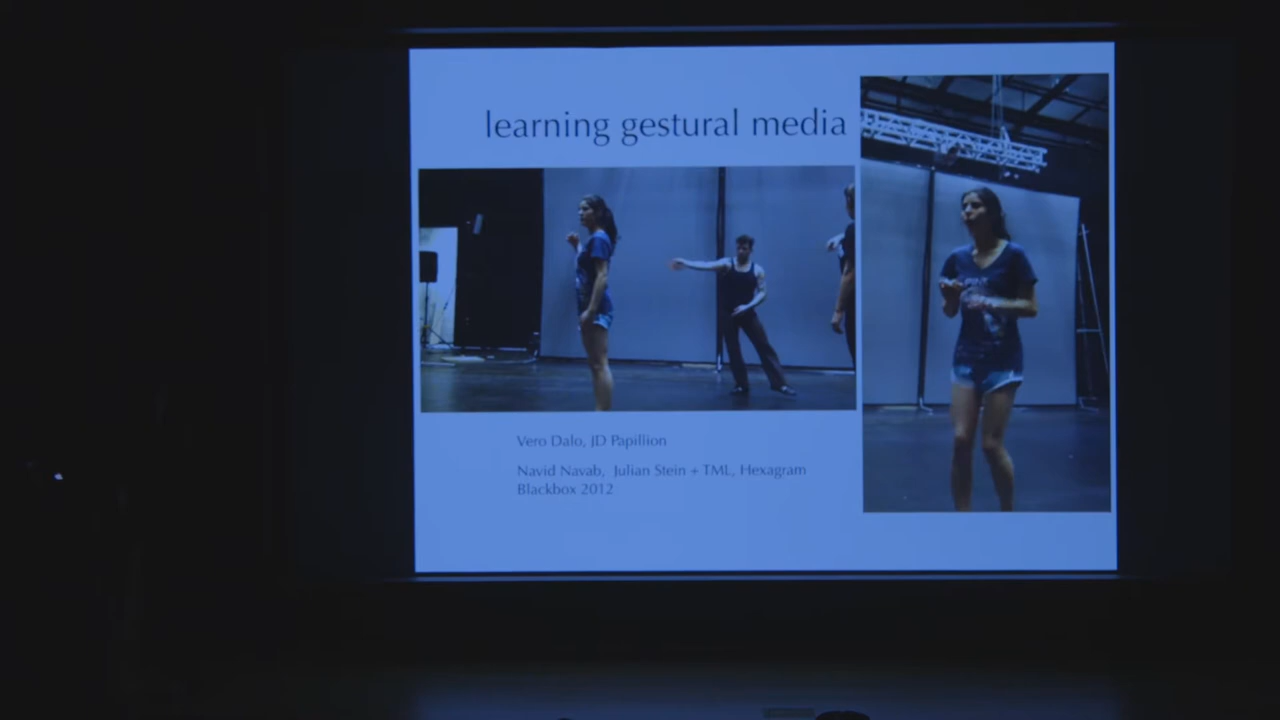 learning gestural media
Vero Dalo, JD Papillion
Navid Navab, Julian Stein + TML, Hexagram
Blackbox 2012